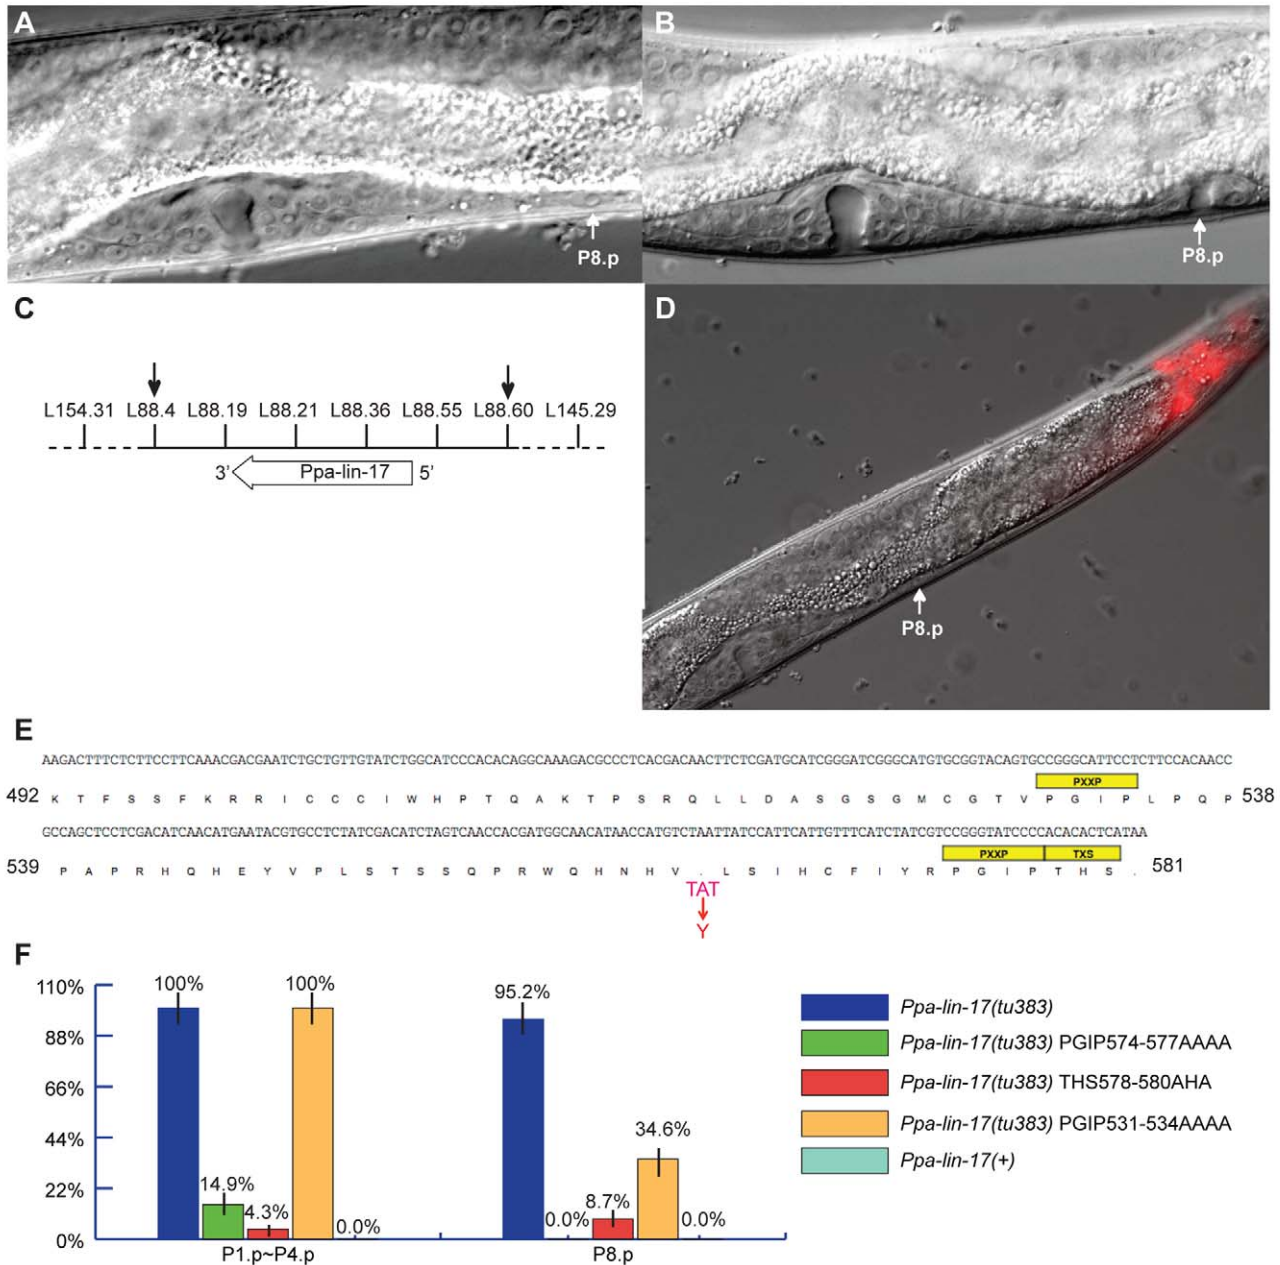 A
B
P8.p
P8.p
C
D
L154.31 L88.4 L88.19 L88.21 L88.36 L88.55 L88.60 L145.29
3' Ppa-lin-17 5'
P8.p
E
AAGACTTTCTCTTCCTTCAAACGACGAATCTGCTGTTGTATCTGGCATCCCACACAGGCAAAGACGCCCTCACGACAACTTCTCGATGCATCGGGATCGGGCATGTGCGGTACAGTGCCGGGCATTCCTCTTCCACAACC
PXXP
492 K T F S S F K R R I C C C I W H P T Q A K T P S R Q L L D A S G S G M C G T V P G I P L P Q P 538
GCCAGCTCCTCGACATCAACATGAATACGTGCCTCTATCGACATCTAGTCAACCACGATGGCAACATAACCATGTCTAATTATCCATTCATTGTTTCATCTATCGTCCGGGTATCCCCACACACTCATAA
PXXP TXS
539 P A P R H Q H E Y V P L S T S S Q P R W Q H N H V . L S I H C F I Y R P G I P T H S . 581
TAT
Y
F
110%
88%
66%
44%
22%
0%
100%
14.9%
4.3%
100%
0.0%
95.2%
0.0%
8.7%
34.6%
0.0%
P1.p~P4.p
P8.p
Ppa-lin-17(tu383)
Ppa-lin-17(tu383) PGIP574-577AAAA
Ppa-lin-17(tu383) THS578-580AHA
Ppa-lin-17(tu383) PGIP531-534AAAA
Ppa-lin-17(+)